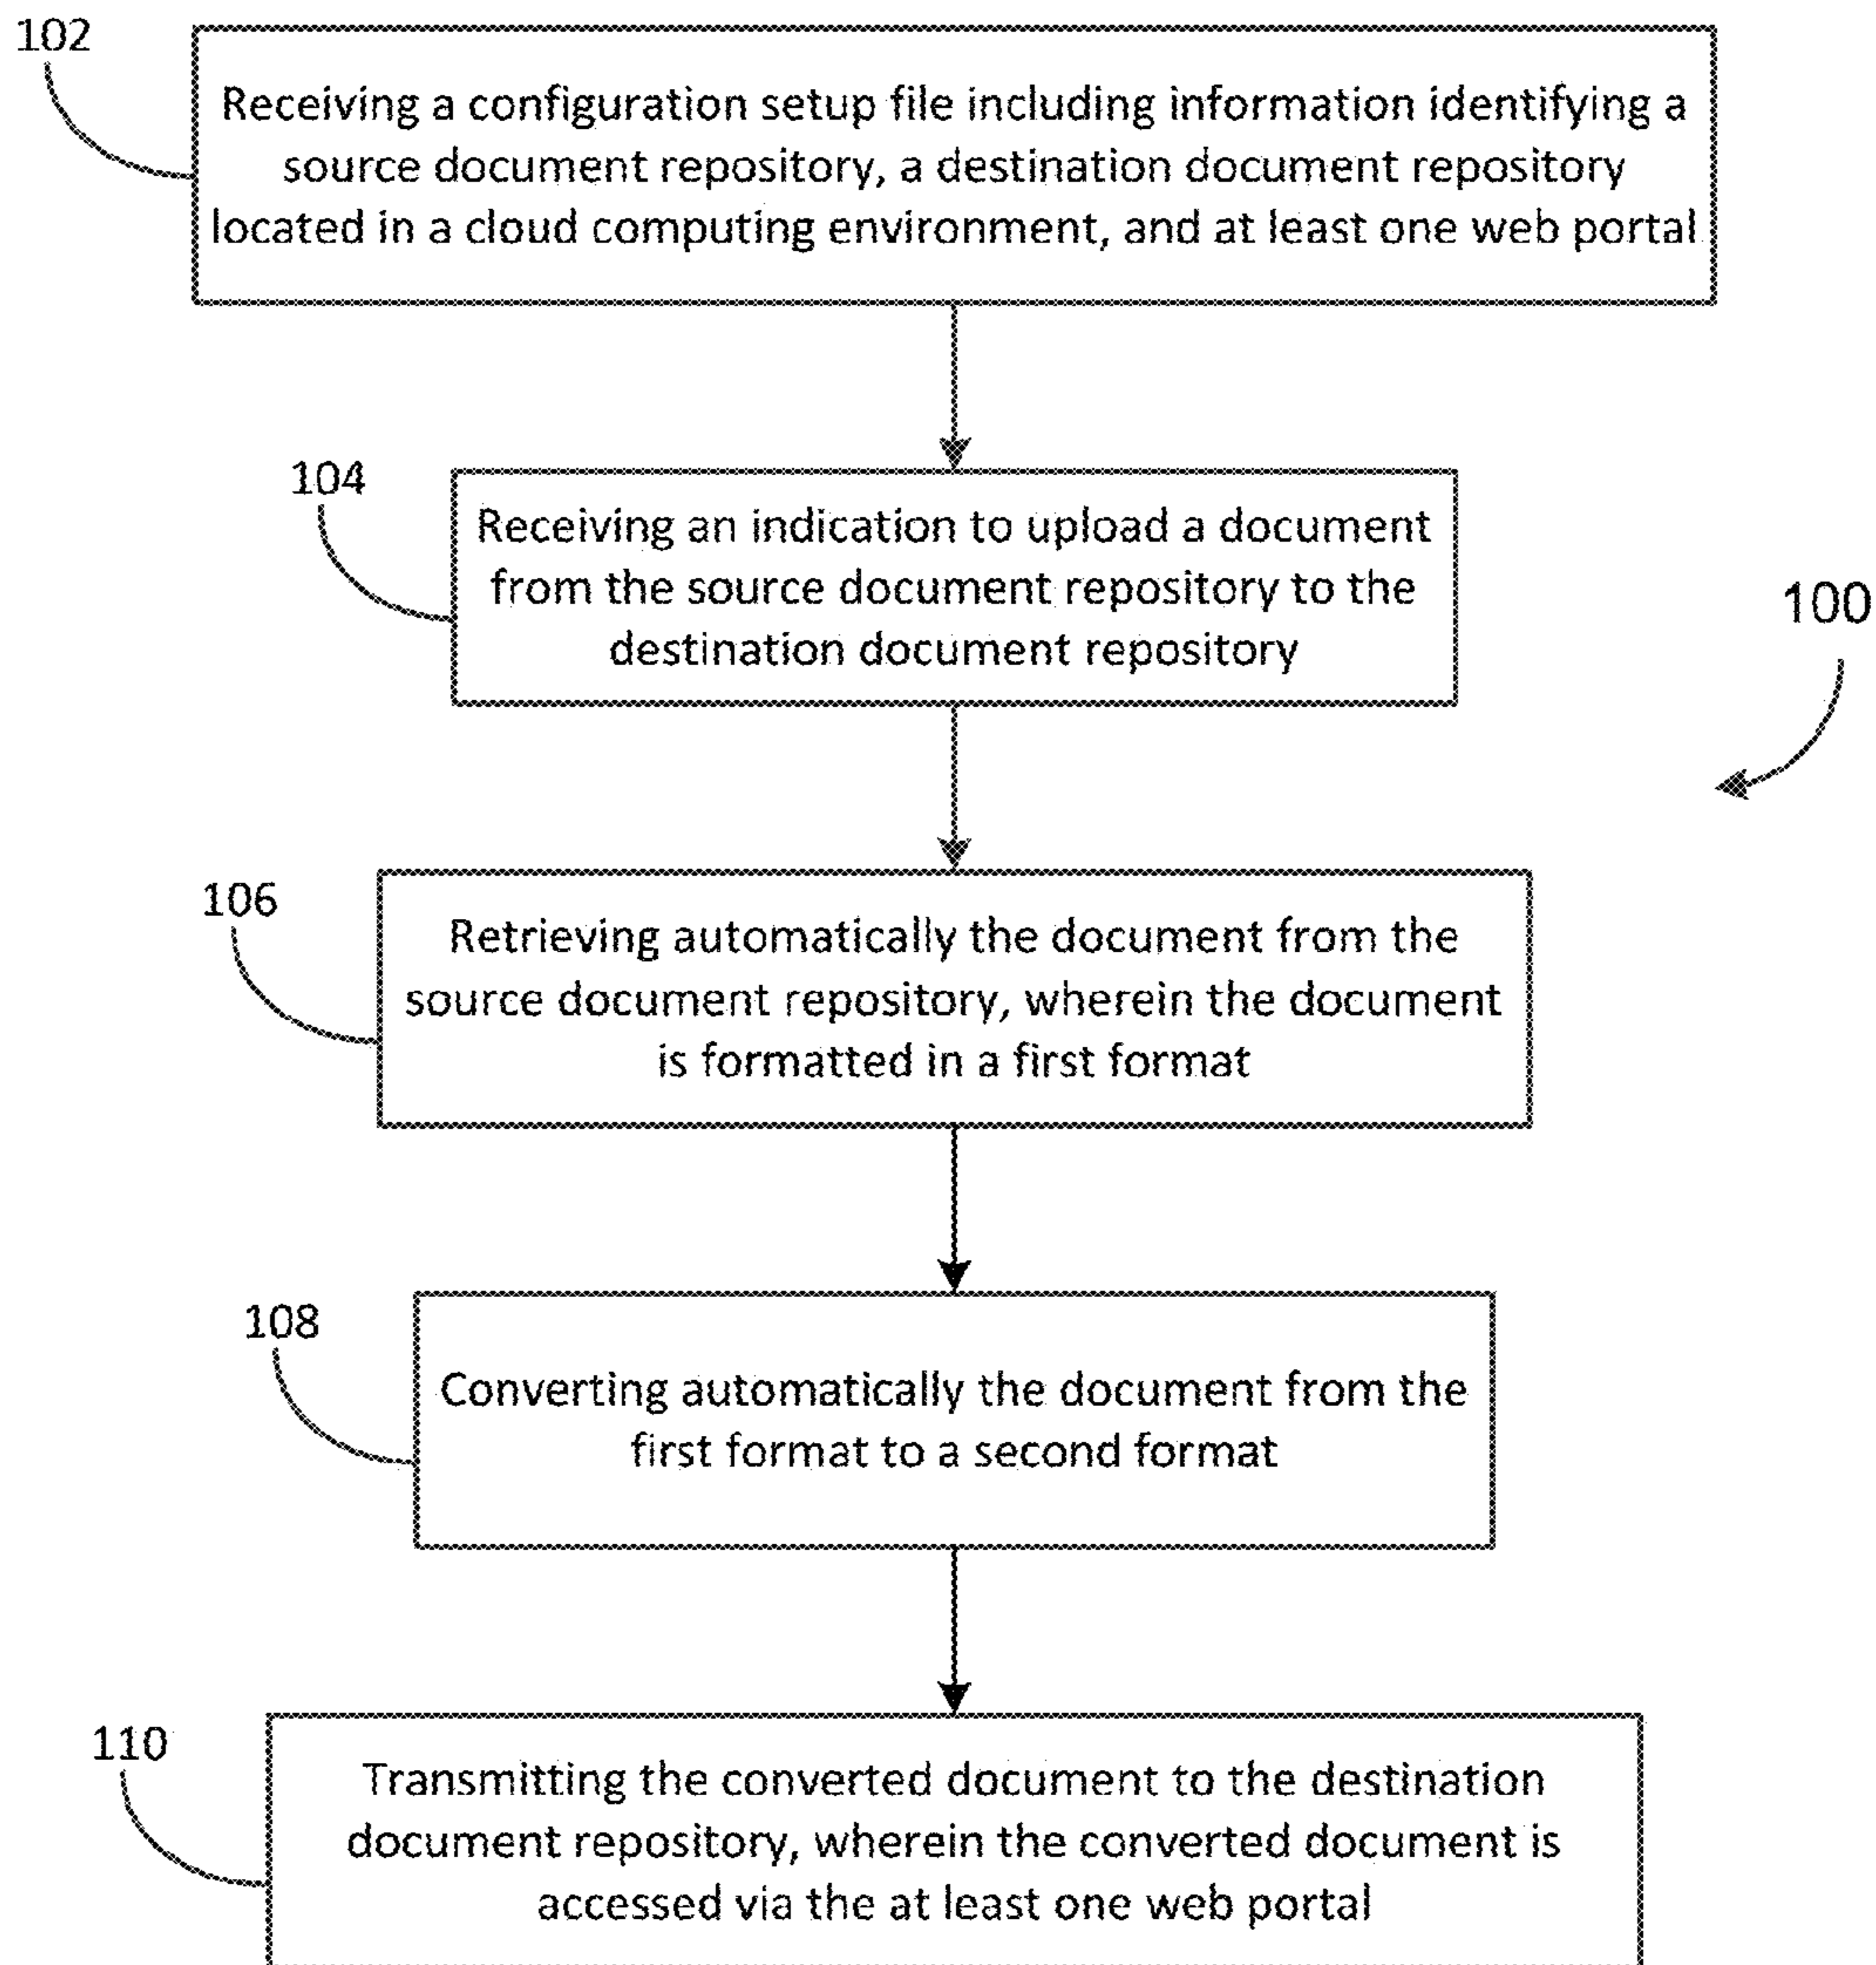 102
Receiving a configuration setup file including information identifying a
source document repository, a destination document repository
located in a cloud computing environment, and at least one web portal
104
Receiving an indication to upload a document
from the source document repository to the
destination document repository
100
106
Retrieving automatically the document from the
source document repository, wherein the document
is formatted in a first format
108
Converting automatically the document from the
first format to a second format
110
Transmitting the converted document to the destination
document repository, wherein the converted document is
accessed via the at least one web portal